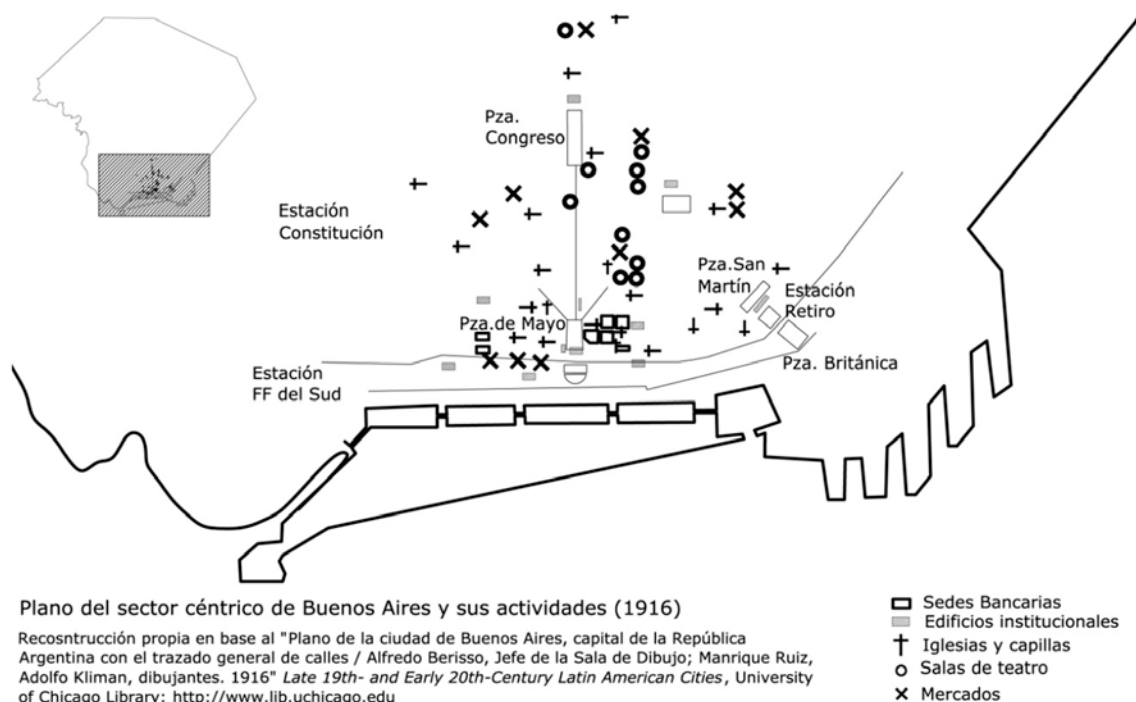 Pza.
Congreso
Estación
Constitución
Pza.San
Martín
Estación
Retiro
Pza.de Mayo
Pza. Británica
Estación
FF del Sud
Plano del sector céntrico de Buenos Aires y sus actividades (1916)
Recosntrucción propia en base al "Plano de la ciudad de Buenos Aires, capital de la República
Argentina con el trazado general de calles / Alfredo Berisso, Jefe de la Sala de Dibujo; Manrique Ruiz,
Adolfo Kliman, dibujantes. 1916" Late 19th- and Early 20th-Century Latin American Cities, University
of Chicago Library: http://www.lib.uchicago.edu
Sedes Bancarias
Edificios institucionales
Iglesias y capillas
Salas de teatro
Mercados